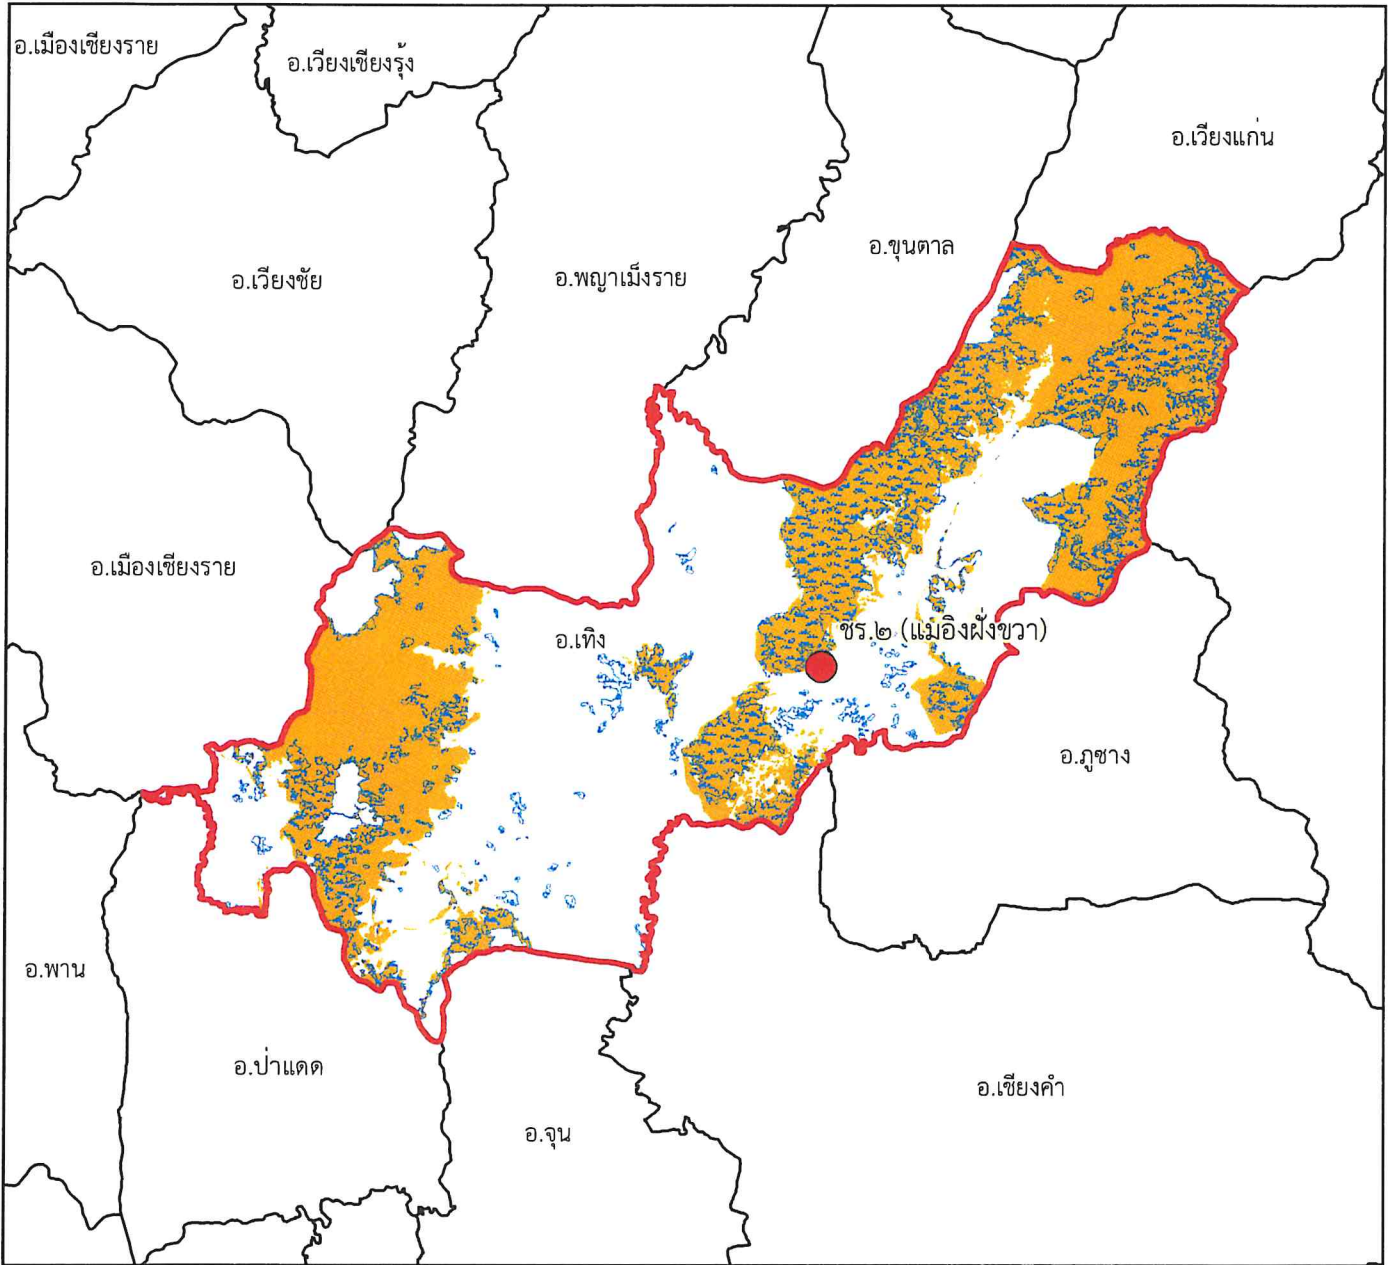 อ.เมืองเชียงราย
อ.เวียงเชียงรุ้ง
อ.เวียงแก่น
อ.ขุนตาล
อ.เวียงชัย
อ.พญาเม็งราย
อ.เมืองเชียงราย
อ.เทิง
ชร.๒ (แม่อิงฝั่งขวา)
อ.ภูซาง
อ.พาน
อ.ป่าแดด
อ.เชียงคำ
อ.จุน